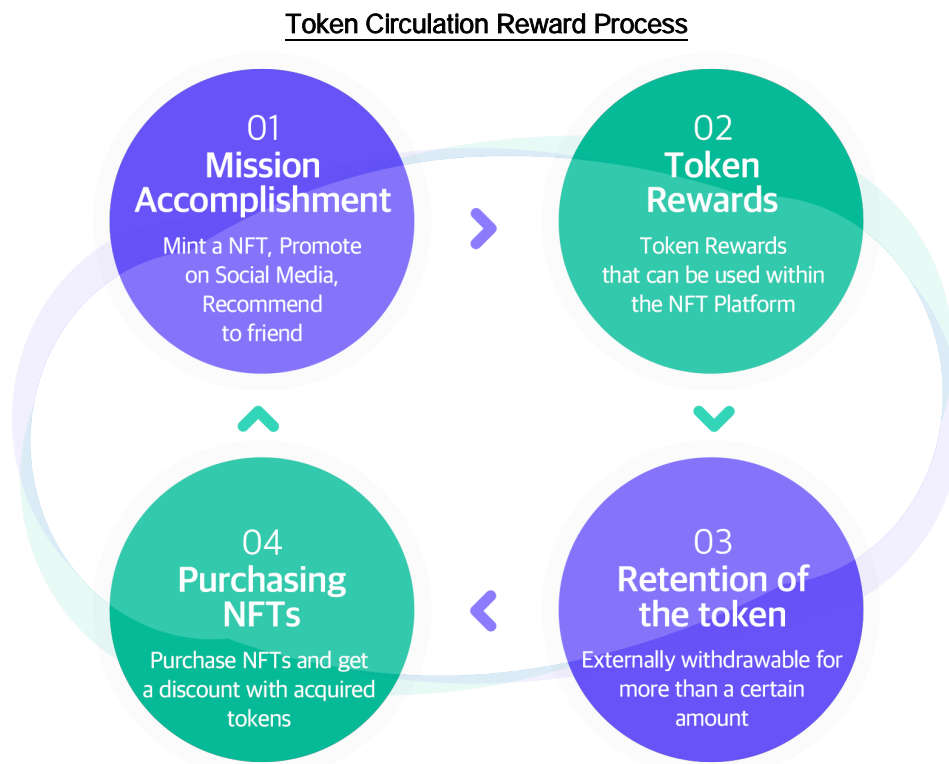 Token Circulation Reward Process
01
Mission
Accomplishment
Mint a NFT, Promote
on Social Media,
Recommend
to friend
02
Token
Rewards
Token Rewards
that can be used within
the NFT Platform
03
Retention of
the token
Externally withdrawable for
more than a certain
amount
04
Purchasing
NFTs
Purchase NFTs and get
a discount with acquired
tokens